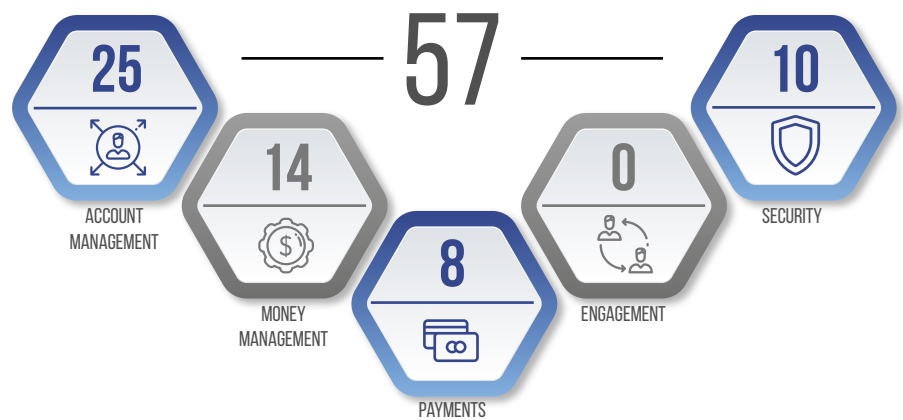 57
25
ACCOUNT
MANAGEMENT
14
$
MONEY
MANAGEMENT
8
PAYMENTS
0
ENGAGEMENT
10
SECURITY